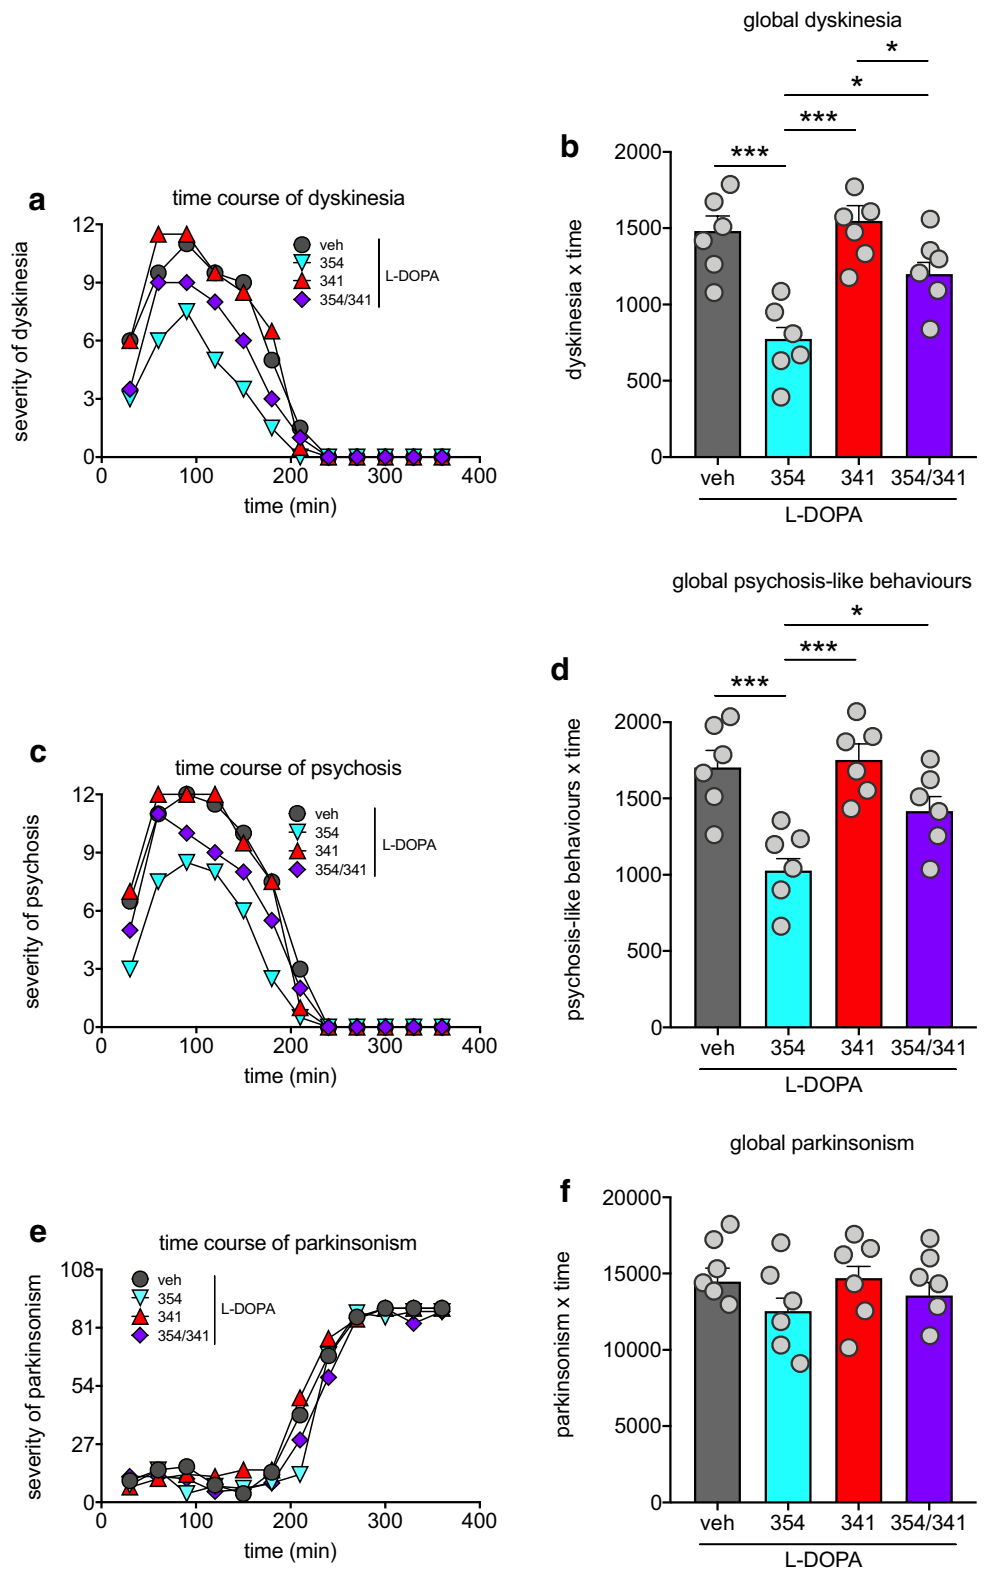 global dyskinesia
*
*
***
***
b
a
time course of dyskinesia
severity of dyskinesia
12
9
6
3
0
0 100 200 300 400
time (min)
veh
354
341
354/341
L-DOPA
dyskinesia x time
2000
1500
1000
500
0
veh 354 341 354/341
L-DOPA
global psychosis-like behaviours
*
***
***
d
c
time course of psychosis
severity of psychosis
12
9
6
3
0
0 100 200 300 400
time (min)
veh
354
341
354/341
L-DOPA
psychosis-like behaviours x time
2000
1500
1000
500
0
veh 354 341 354/341
L-DOPA
global parkinsonism
f
e
time course of parkinsonism
severity of parkinsonism
108
81
54
27
0
0 100 200 300 400
time (min)
veh
354
341
354/341
L-DOPA
parkinsonism x time
20000
15000
10000
5000
0
veh 354 341 354/341
L-DOPA